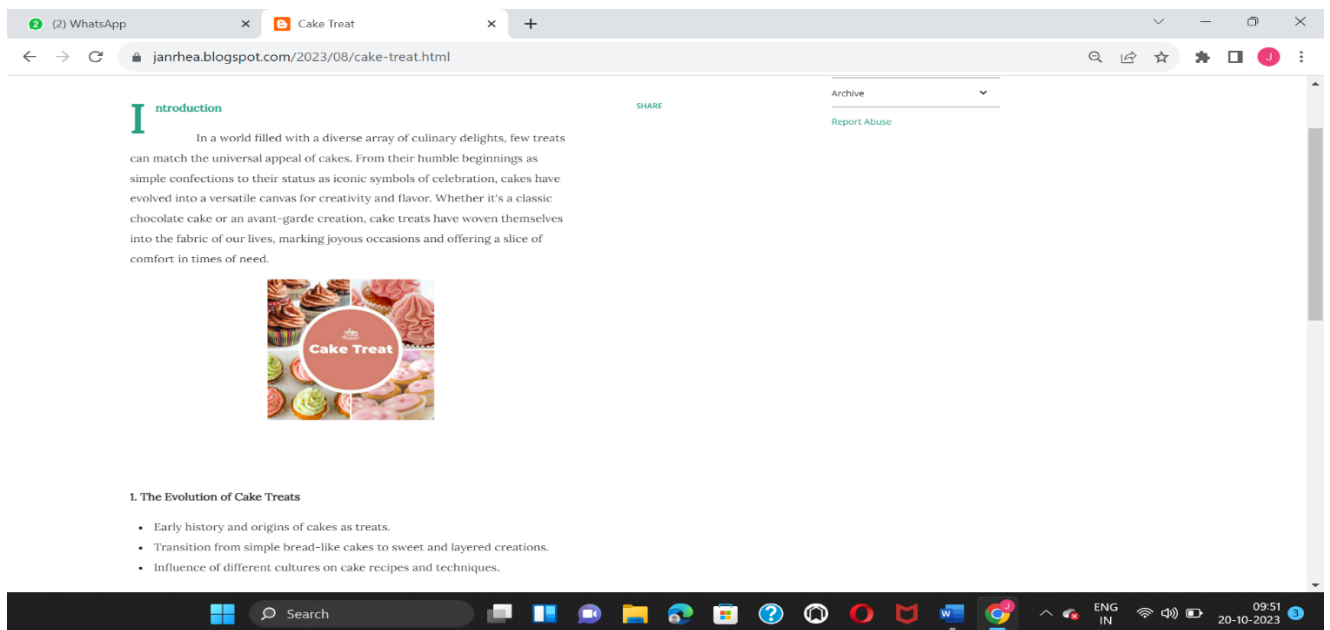 2 (2) WhatsApp
Cake Treat
janrhea.blogspot.com/2023/08/cake-treat.html
J
Introduction
SHARE
Archive
Report Abuse
In a world filled with a diverse array of culinary delights, few treats
can match the universal appeal of cakes. From their humble beginnings as
simple confections to their status as iconic symbols of celebration, cakes have
evolved into a versatile canvas for creativity and flavor. Whether it's a classic
chocolate cake or an avant-garde creation, cake treats have woven themselves
into the fabric of our lives, marking joyous occasions and offering a slice of
comfort in times of need.
Cake Treat
1. The Evolution of Cake Treats
• Early history and origins of cakes as treats.
• Transition from simple bread-like cakes to sweet and layered creations.
• Influence of different cultures on cake recipes and techniques.
Search
ENG
IN
09:51
20-10-2023
3